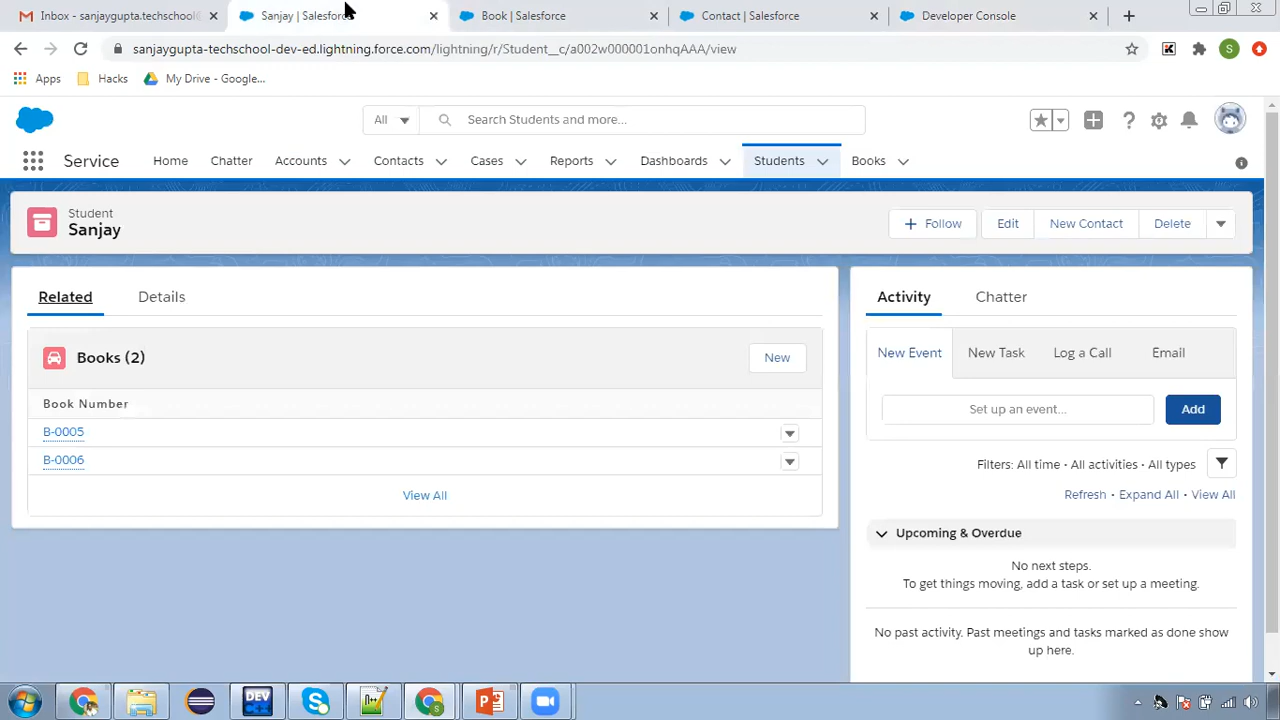 Inbox - sanjaygupta.techschool
Sanjay | Salesforc
Book | Salesforce
Contact | Salesforce
Developer Console
sanjaygupta-techschool-dev-ed.lightning.force.com/lightning/r/Student__c/a002w000001onhqAAA/view
S
Apps
Hacks
My Drive - Google...
All
Search Students and more...
Service
Home
Chatter
Accounts
Contacts
Cases
Reports
Dashboards
Students
Books
Student
Sanjay
+ Follow
Edit
New Contact
Delete
Related
Details
Books (2)
New
Book Number
B-0005
B-0006
View All
Activity
Chatter
New Event
New Task
Log a Call
Email
Set up an event...
Add
Filters: All time • All activities • All types
Refresh • Expand All • View All
Upcoming & Overdue
No next steps.
To get things moving, add a task or set up a meeting.
No past activity. Past meetings and tasks marked as done show
up here.
DEV